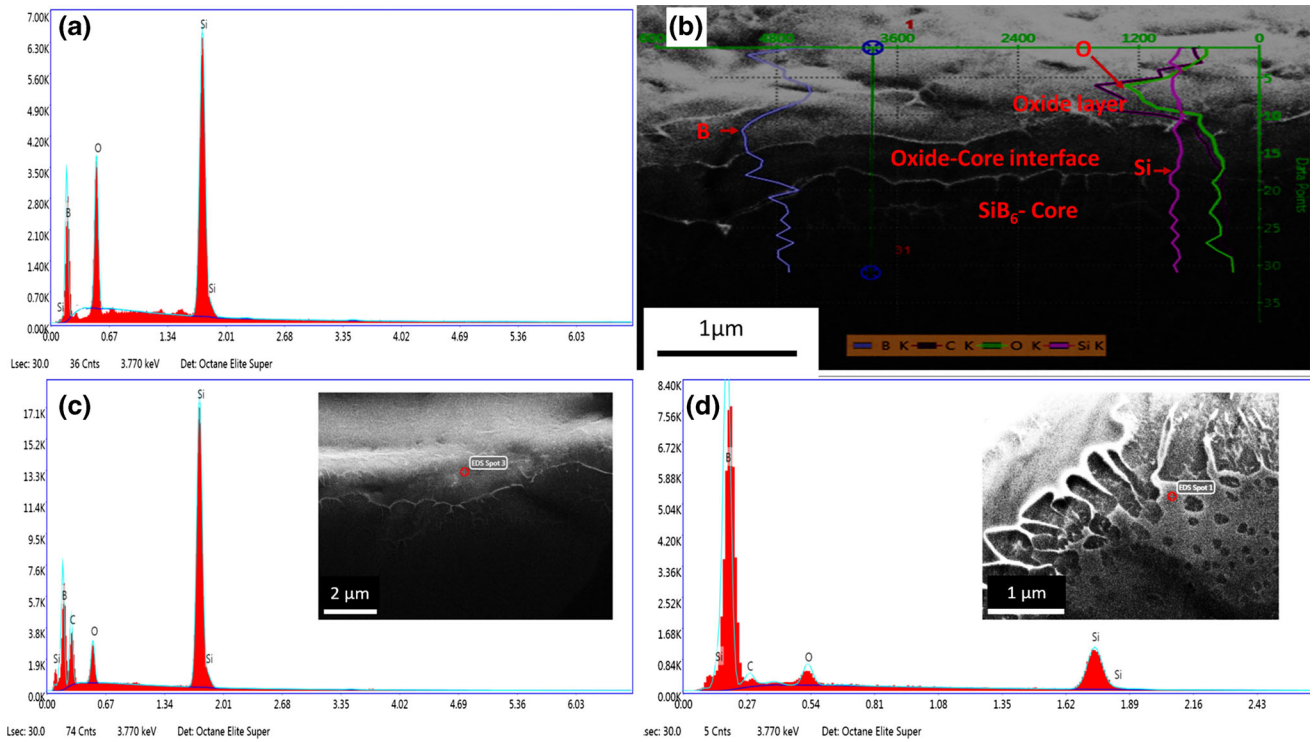 (a)
7.00K
6.30K
5.60K
4.90K
4.20K
3.50K
2.80K
2.10K
1.40K
0.70K
0.00K
Si
O
B
Si
Si
0.00 0.67 1.34 2.01 2.68 3.35 4.02 4.69 5.36 6.03
Lsec: 30.0 36 Cnts 3.770 keV Det: Octane Elite Super
(b)
1
4800 3600 2400 1200 0
O
5
Oxide layer
10
B
Oxide-Core interface
15
Si
Data Points
20
SiB6- Core
25
31
30
35
1µm
B K C K O K Si K
(c)
17.1K
15.2K
13.3K
11.4K
9.5K
7.6K
5.7K
3.8K
1.9K
0.0K
Si
B
C
O
Si
Si
EDS Spot 3
2 µm
0.00 0.67 1.34 2.01 2.68 3.35 4.02 4.69 5.36 6.03
Lsec: 30.0 74 Cnts 3.770 keV Det: Octane Elite Super
(d)
8.40K
7.56K
6.72K
5.88K
5.04K
4.20K
3.36K
2.52K
1.68K
0.84K
0.00K
B
Si
C
O
Si
Si
EDS Spot 1
1 µm
0.00 0.27 0.54 0.81 1.08 1.35 1.62 1.89 2.16 2.43
.sec: 30.0 5 Cnts 3.770 keV Det: Octane Elite Super